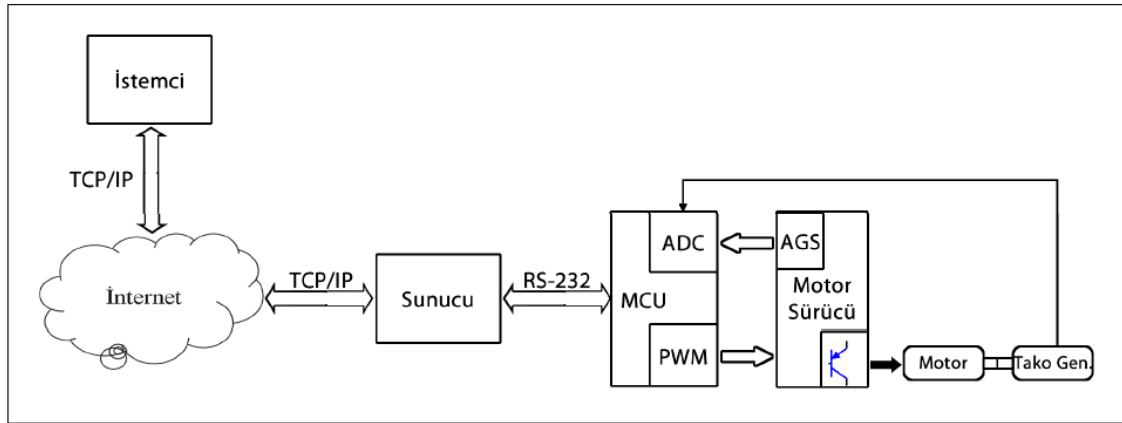 İstemci
TCP/IP
İnternet
TCP/IP
Sunucu
RS-232
MCU
ADC
PWM
AGS
Motor
Sürücü
Motor
Tako Gen.